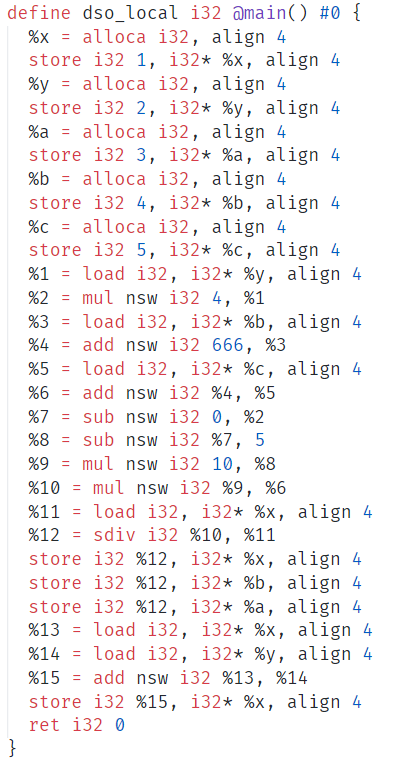 define dso_local i32 @main() #0 {
  %x = alloca i32, align 4
  store i32 1, i32* %x, align 4
  %y = alloca i32, align 4
  store i32 2, i32* %y, align 4
  %a = alloca i32, align 4
  store i32 3, i32* %a, align 4
  %b = alloca i32, align 4
  store i32 4, i32* %b, align 4
  %c = alloca i32, align 4
  store i32 5, i32* %c, align 4
  %1 = load i32, i32* %y, align 4
  %2 = mul nsw i32 4, %1
  %3 = load i32, i32* %b, align 4
  %4 = add nsw i32 666, %3
  %5 = load i32, i32* %c, align 4
  %6 = add nsw i32 %4, %5
  %7 = sub nsw i32 0, %2
  %8 = sub nsw i32 %7, 5
  %9 = mul nsw i32 10, %8
  %10 = mul nsw i32 %9, %6
  %11 = load i32, i32* %x, align 4
  %12 = sdiv i32 %10, %11
  store i32 %12, i32* %x, align 4
  store i32 %12, i32* %b, align 4
  store i32 %12, i32* %a, align 4
  %13 = load i32, i32* %x, align 4
  %14 = load i32, i32* %y, align 4
  %15 = add nsw i32 %13, %14
  store i32 %15, i32* %x, align 4
  ret i32 0
}